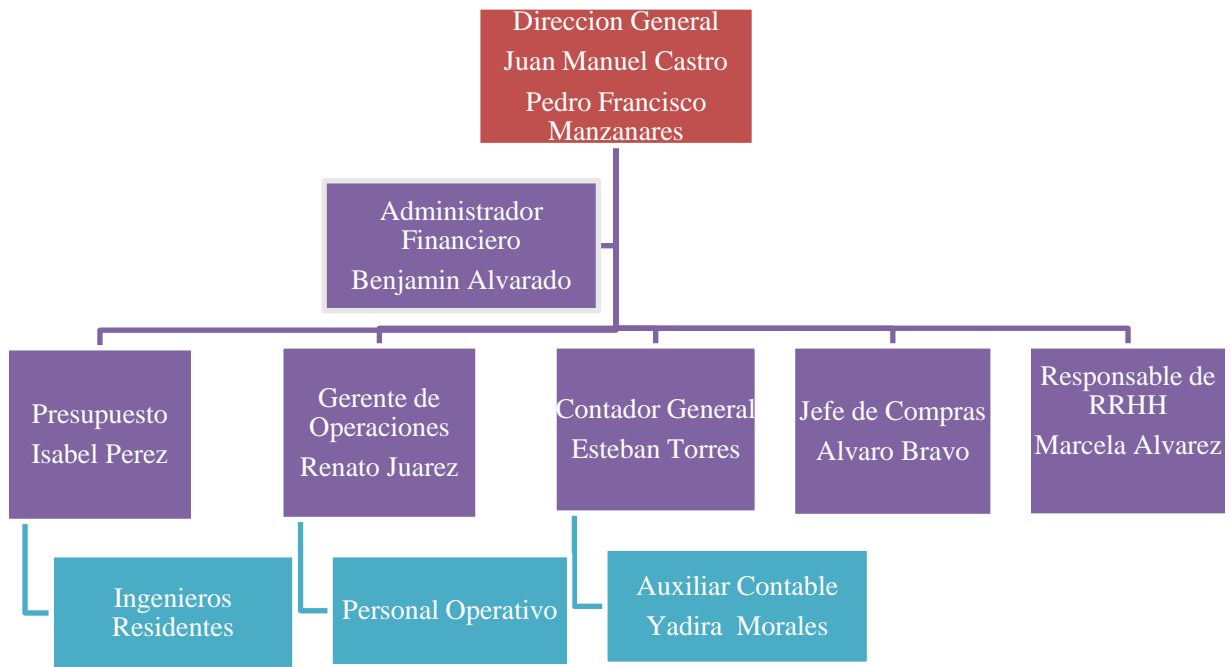 Direccion General
Juan Manuel Castro
Pedro Francisco
Manzanares
Administrador
Financiero
Benjamin Alvarado
Presupuesto
Isabel Perez
Gerente de
Operaciones
Renato Juarez
Contador General
Esteban Torres
Jefe de Compras
Alvaro Bravo
Responsable de
RRHH
Marcela Alvarez
Ingenieros
Residentes
Personal Operativo
Auxiliar Contable
Yadira Morales